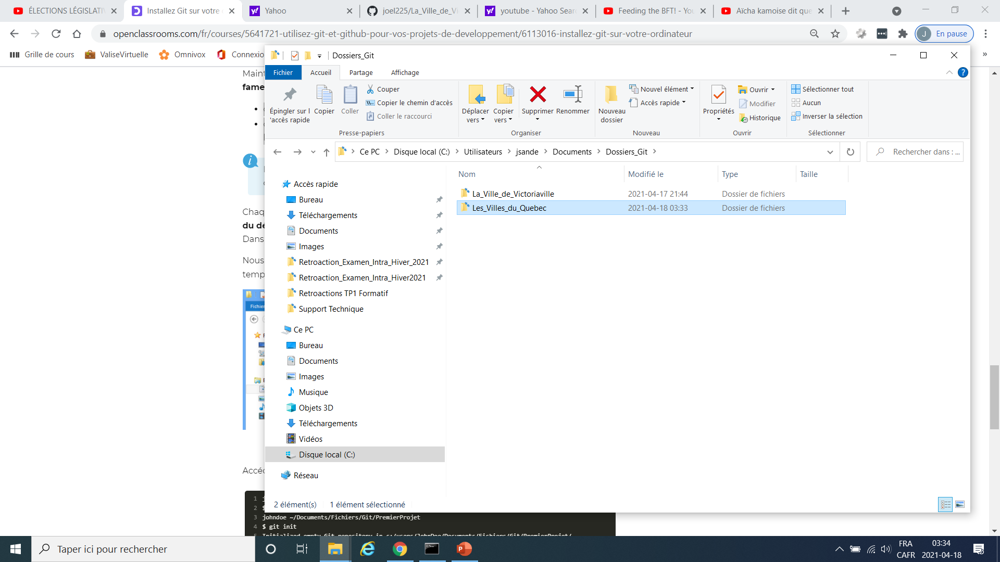 ÉLECTIONS LÉGISLATIV
Installez Git sur votre
Yahoo
joel225/La_Ville_de_Vi
youtube - Yahoo Sear
Feeding the BFT! - You
Aïcha kamoise dit que
openclassrooms.com/fr/courses/5641721-utilisez-git-et-github-pour-vos-projets-de-developpement/6113016-installez-git-sur-votre-ordinateur
J En pause
Grille de cours
ValiseVirtuelle
Omnivox
Connexio
»
Dossiers_Git
Fichier
Accueil
Partage
Affichage
Épingler sur l
'accès rapide
Copier
Coller
Couper
Copier le chemin d'accès
Coller le raccourci
Presse-papiers
Déplacer
vers
Copier
vers
Supprimer
Renommer
Organiser
Nouveau
dossier
Nouvel élément
Accès rapide
Nouveau
Propriétés
Ouvrir
Modifier
Historique
Ouvrir
Sélectionner tout
Aucun
Inverser la sélection
Sélectionner
Ce PC
Disque local (C:)
Utilisateurs
jsande
Documents
Dossiers_Git
Rechercher dans : ...
Nom
Modifié le
Type
Taille
La_Ville_de_Victoriaville 2021-04-17 21:44 Dossier de fichiers
Les_Villes_du_Quebec 2021-04-18 03:33 Dossier de fichiers
Accès rapide
Bureau
Téléchargements
Documents
Images
Retroaction_Examen_Intra_Hiver_2021
Retroaction_Examen_Intra_Hiver2021
Retroactions TP1 Formatif
Support Technique
Ce PC
Bureau
Documents
Images
Musique
Objets 3D
Téléchargements
Vidéos
Disque local (C:)
Réseau
2 élément(s)
1 élément sélectionné
Maint
fame
Chaq
du dé
Dans
Nous
temp
Fichier
Accéd
1 j
2 $
3 johndoe ~/Documents/Fichiers/Git/PremierProjet
4 $ git init
5 Initialized empty Git repository in c:/users/JohnDoe/Documents/Fichiers/Git/PremierProjet/
Taper ici pour rechercher
FRA
CAFR
03:34
2021-04-18